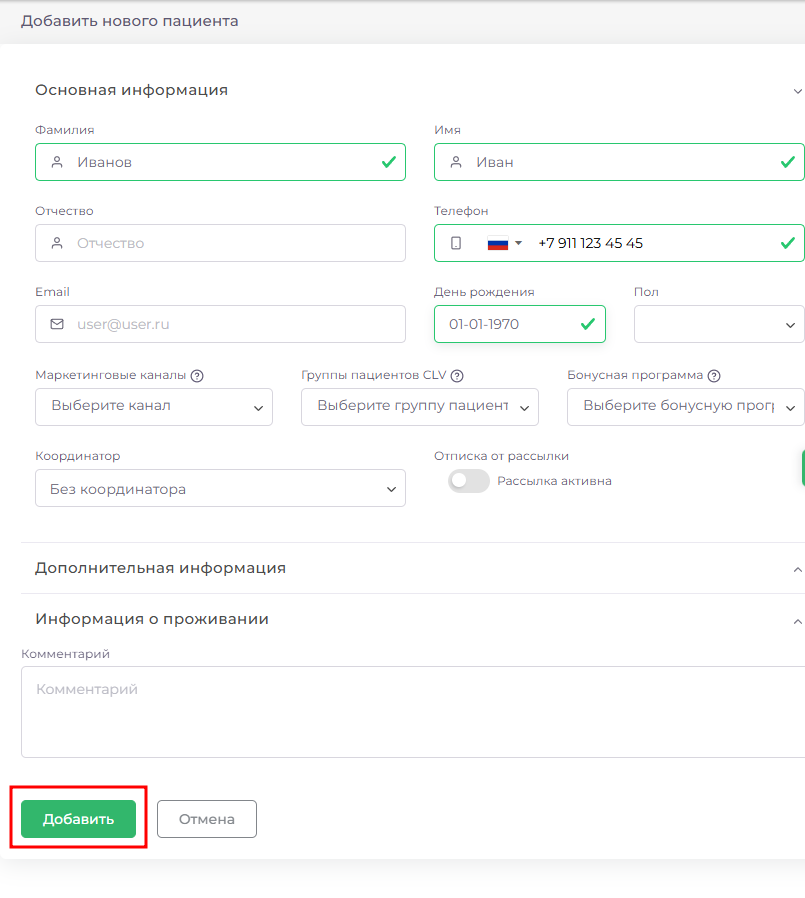 Добавить нового пациента
Основная информация
Фамилия Имя
Иванов Иван
Отчество Телефон
Отчество +7 911 123 45 45
Email День рождения Пол
user@user.ru 01-01-1970
Маркетинговые каналы Группы пациентов CLV Бонусная программа
Выберите канал Выберите группу пациент Выберите бонусную прогр
Координатор Отписка от рассылки
Без координатора Рассылка активна
Дополнительная информация
Информация о проживании
Комментарий
Комментарий
Добавить Отмена